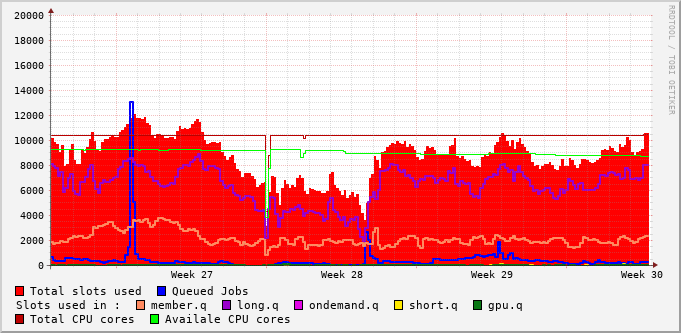 20000
18000
16000
14000
12000
10000
8000
6000
4000
2000
0
Week 27 Week 28 Week 29 Week 30
Total slots used Queued Jobs
Slots used in : member.q long.q ondemand.q short.q gpu.q
Total CPU cores Availale CPU cores
RRDTOOL / TOBI OETIKER